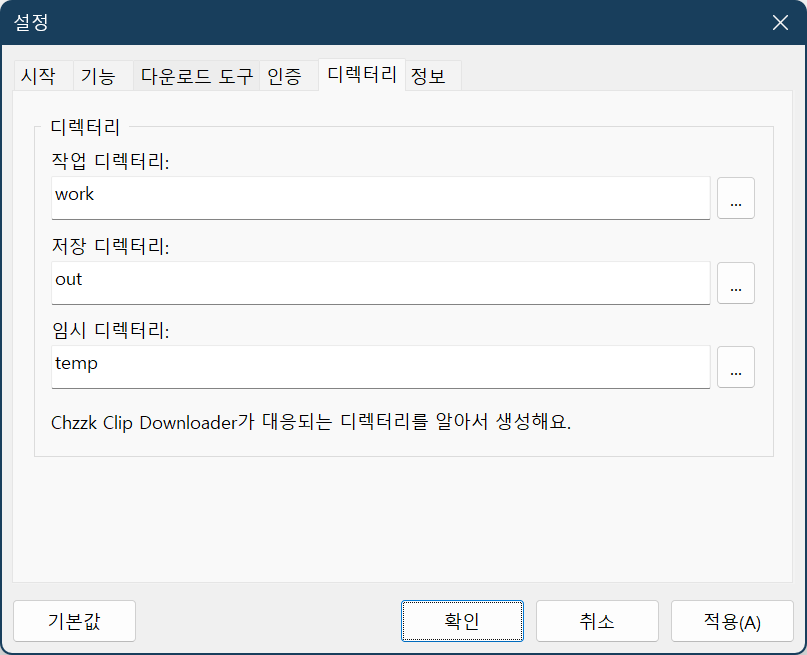 설정
시작 기능 다운로드 도구 인증 디렉터리 정보
디렉터리
작업 디렉터리:
work
...
저장 디렉터리:
out
...
임시 디렉터리:
temp
...
Chzzk Clip Downloader가 대응되는 디렉터리를 알아서 생성해요.
기본값 확인 취소 적용(A)